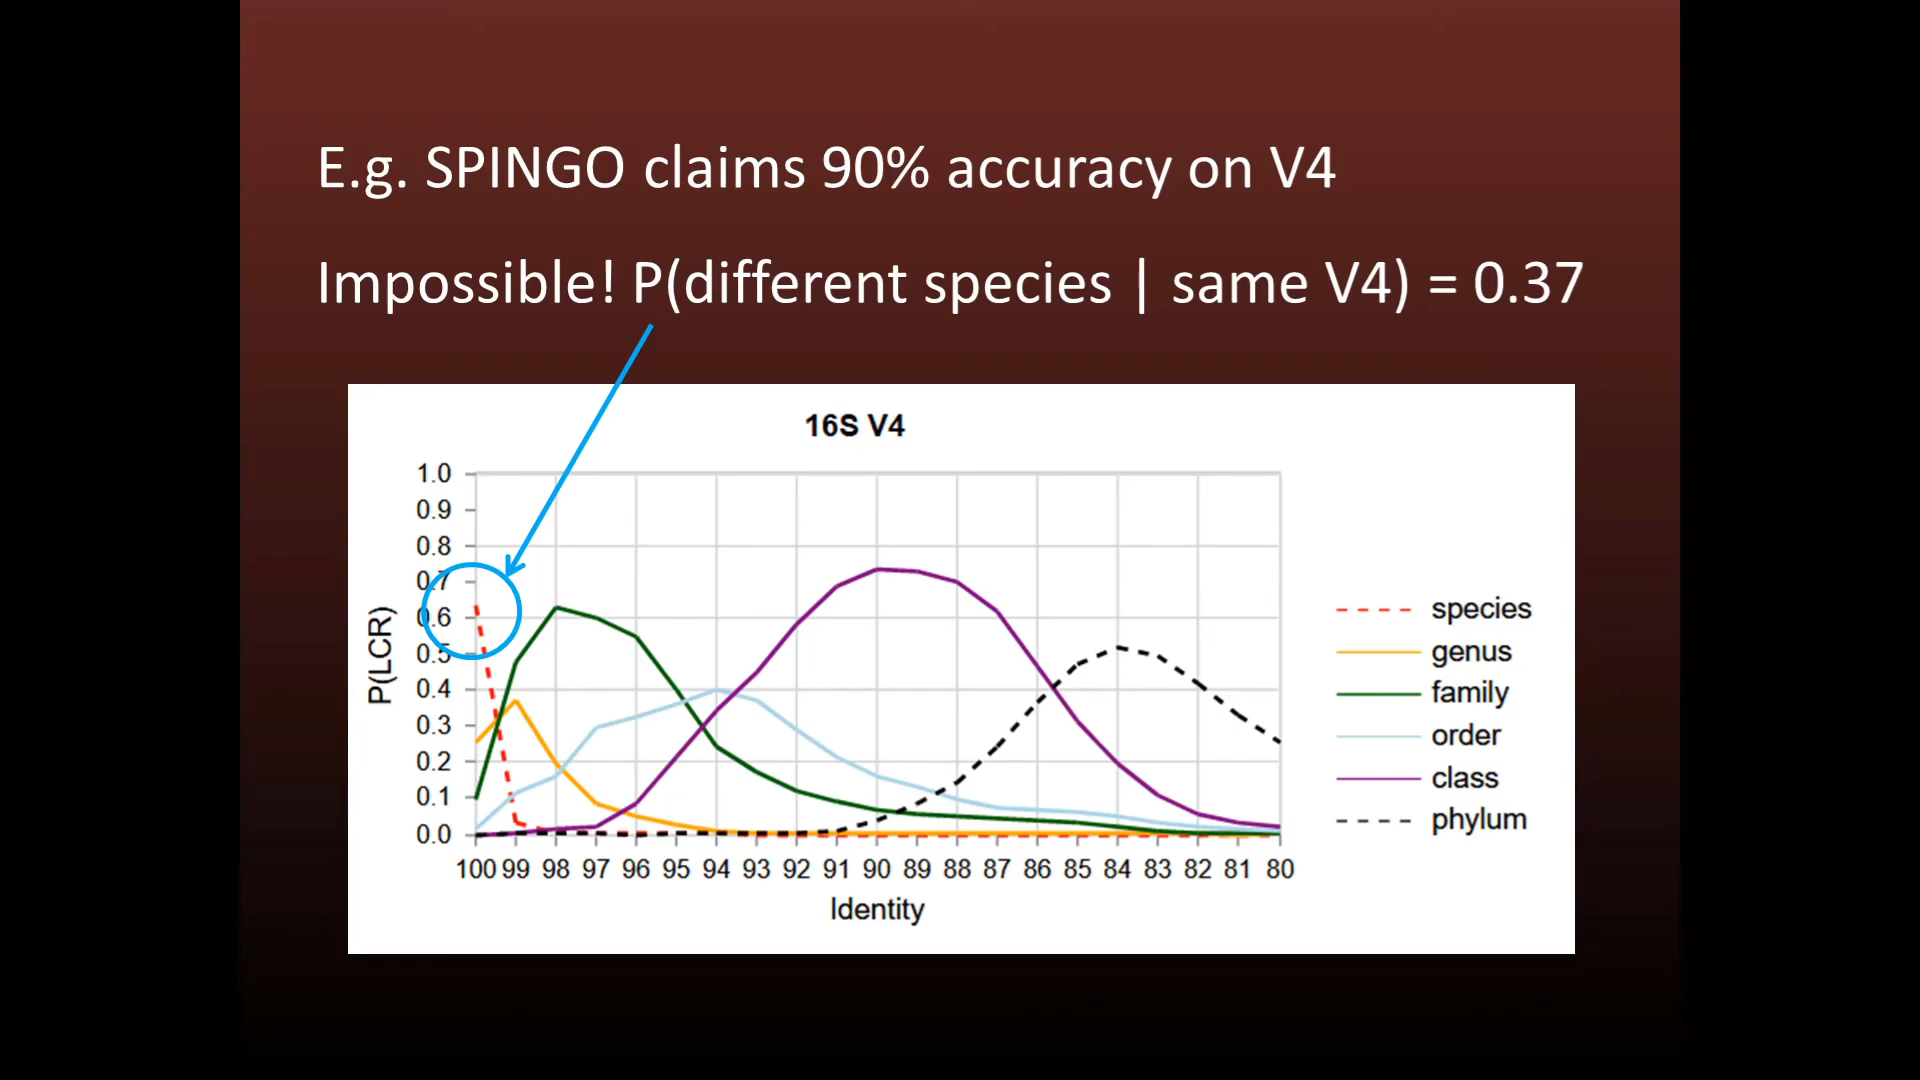 E.g. SPINGO claims 90% accuracy on V4
Impossible! P(different species | same V4) = 0.37
16S V4
1.0
0.9
0.8
0.7
0.6
0.5
0.4
0.3
0.2
0.1
0.0
P(LCR)
100 99 98 97 96 95 94 93 92 91 90 89 88 87 86 85 84 83 82 81 80
Identity
species
genus
family
order
class
phylum